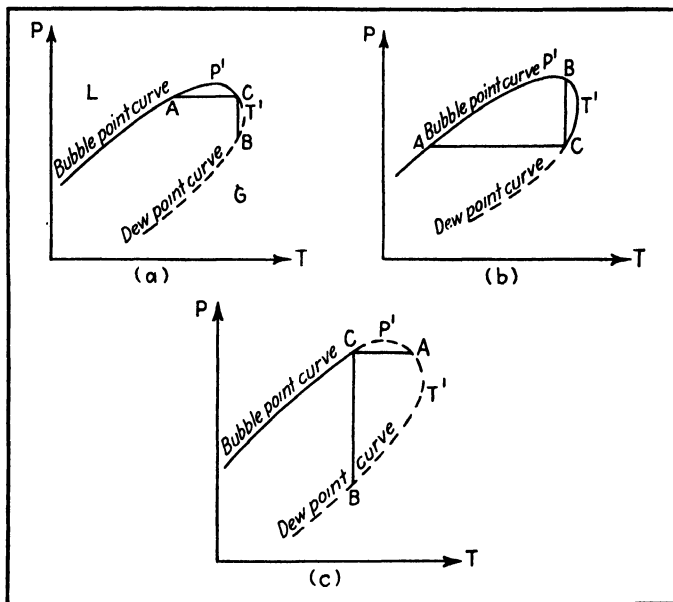 P
L
Bubble point curve
P'
A
C
T'
B
Dew point curve
G
T
(a)
P
Bubble point curve
P'
B
T'
A
C
Dew point curve
T
(b)
P
Bubble point curve
C
P'
A
T'
Dew point curve
B
T
(c)